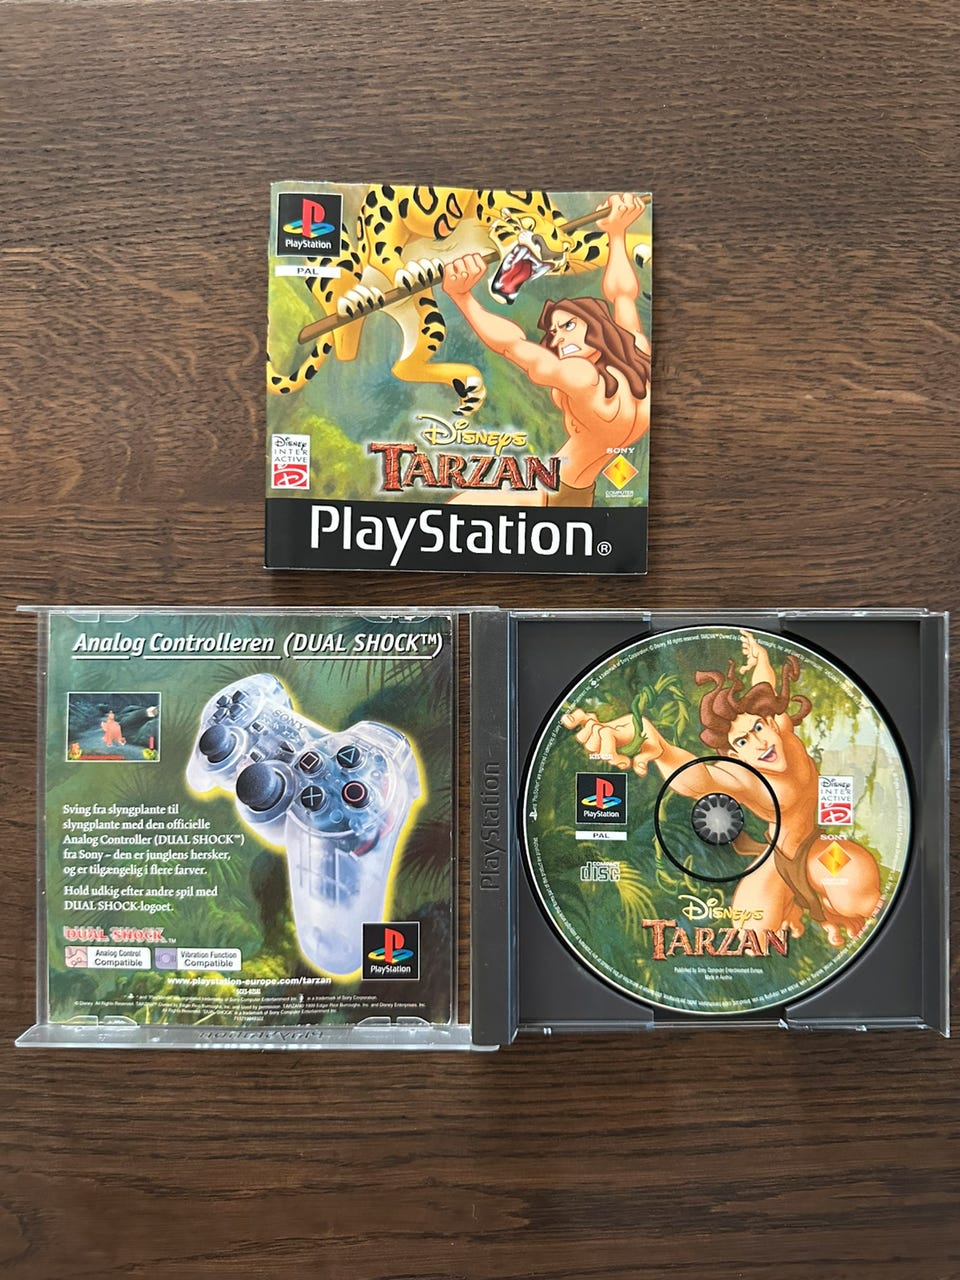 PlayStation
PAL
Disney's
TARZAN
Disney
INTER
ACTIVE
SONY
COMPUTER
ENTERTAINMENT
PlayStation®
Analog Controlleren (DUAL SHOCK™)
SONY
Sving fra slyngplante til
slyngplante med den officielle
Analog Controller (DUAL SHOCK™)
fra Sony – den er junglens hersker,
og er tilgængelig i flere farver.
Hold udkig efter andre spil med
DUAL SHOCK-logoet.
DUAL SHOCK™
Analog Control
Compatible
Vibration Function
Compatible
PlayStation
www.playstation-europe.com/tarzan
PlayStation
PlayStation
PAL
COMPACT
disc
Disney
INTER
ACTIVE
SONY
Disney's
TARZAN
Published by Sony Computer Entertainment Europe
Made in Austria